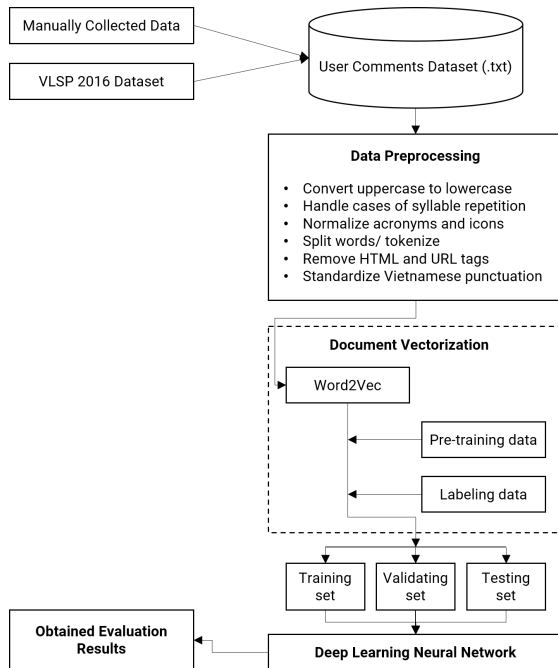 Manually Collected Data
VLSP 2016 Dataset
User Comments Dataset (.txt)
Data Preprocessing
• Convert uppercase to lowercase
• Handle cases of syllable repetition
• Normalize acronyms and icons
• Split words/ tokenize
• Remove HTML and URL tags
• Standardize Vietnamese punctuation
Document Vectorization
Word2Vec
Pre-training data
Labeling data
Training
set
Validating
set
Testing
set
Obtained Evaluation
Results
Deep Learning Neural Network